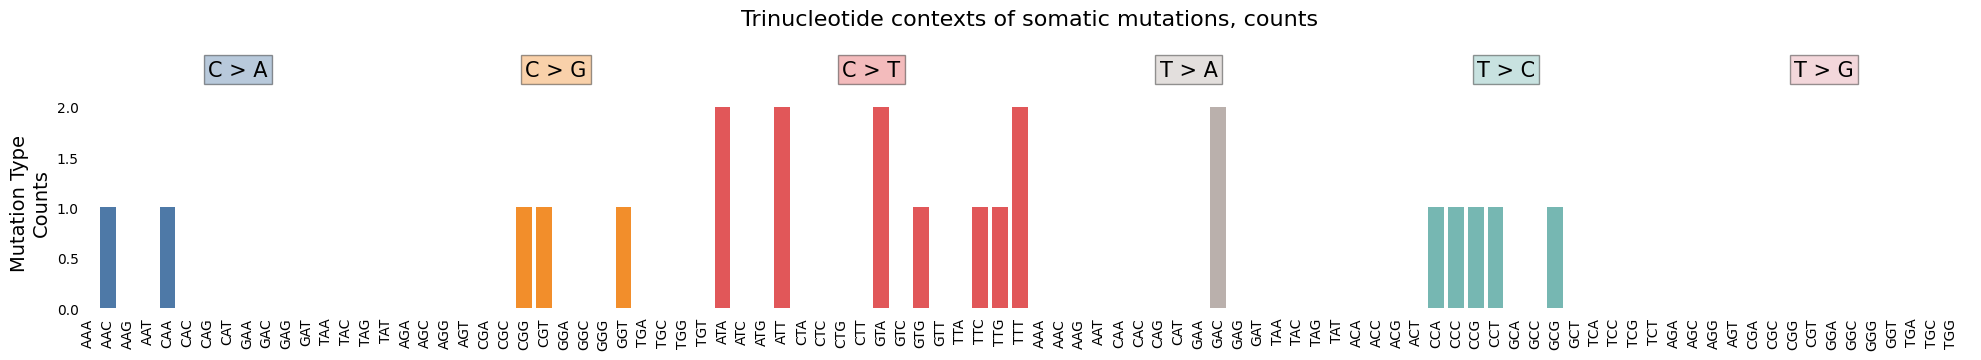 Trinucleotide contexts of somatic mutations, counts
C > A C > G C > T T > A T > C T > G
Mutation Type
Counts
2.0
1.5
1.0
0.5
0.0
AAA AAC AAG AAT CAA CAC CAG CAT GAA GAC GAG GAT TAA TAC TAG TAT AGA AGC AGG AGT CGA CGC CGG CGT GGA GGC GGG GGT TGA TGC TGG TGT ATA ATC ATG ATT CTA CTC CTG CTT GTA GTC GTG GTT TTA TTC TTG TTT AAA AAC AAG AAT CAA CAC CAG CAT GAA GAC GAG GAT TAA TAC TAG TAT ACA ACC ACG ACT CCA CCC CCG CCT GCA GCC GCG GCT TCA TCC TCG TCT AGA AGC AGG AGT CGA CGC CGG CGT GGA GGC GGG GGT TGA TGC TGG